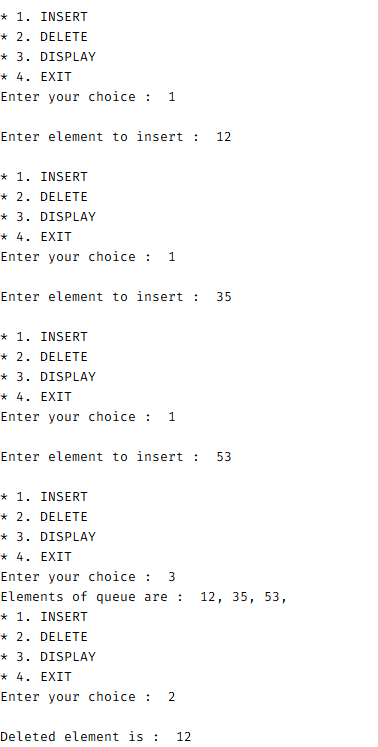 * 1. INSERT
* 2. DELETE
* 3. DISPLAY
* 4. EXIT
Enter your choice :  1
Enter element to insert :  12
* 1. INSERT
* 2. DELETE
* 3. DISPLAY
* 4. EXIT
Enter your choice :  1
Enter element to insert :  35
* 1. INSERT
* 2. DELETE
* 3. DISPLAY
* 4. EXIT
Enter your choice :  1
Enter element to insert :  53
* 1. INSERT
* 2. DELETE
* 3. DISPLAY
* 4. EXIT
Enter your choice :  3
Elements of queue are :  12, 35, 53,
* 1. INSERT
* 2. DELETE
* 3. DISPLAY
* 4. EXIT
Enter your choice :  2
Deleted element is :  12